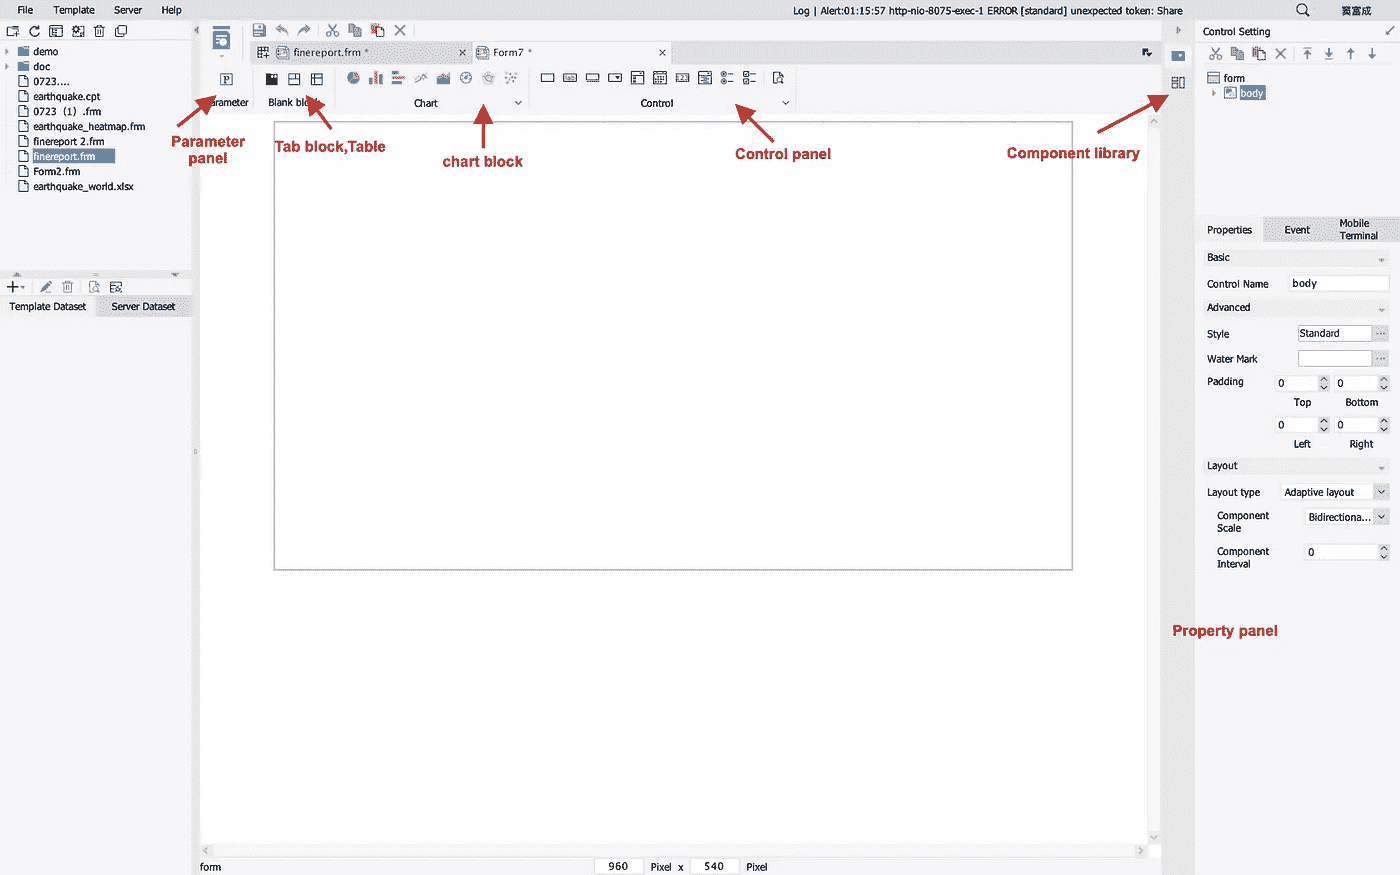 File Template Server Help
Log | Alert:01:15:57 http-nio-8075-exec-1 ERROR [standard] unexpected token: Share
窦富成
demo
doc
0723....
earthquake.cpt
0723 (1) .frm
earthquake_heatmap.frm
finereport 2.frm
finereport.frm
Form2.frm
earthquake_world.xlsx
Template Dataset Server Dataset
finereport.frm *
Form7 *
P
arameter
Blank bl
Chart
Control
Parameter
panel
Tab block,Table
chart block
Control panel
Component library
Control Setting
form
body
Properties Event Mobile
Terminal
Basic
Control Name body
Advanced
Style Standard
Water Mark
Padding 0 0
Top Bottom
0 0
Left Right
Layout
Layout type Adaptive layout
Component
Scale
Bidirectiona...
Component
Interval
0
Property panel
form 960 Pixel x 540 Pixel